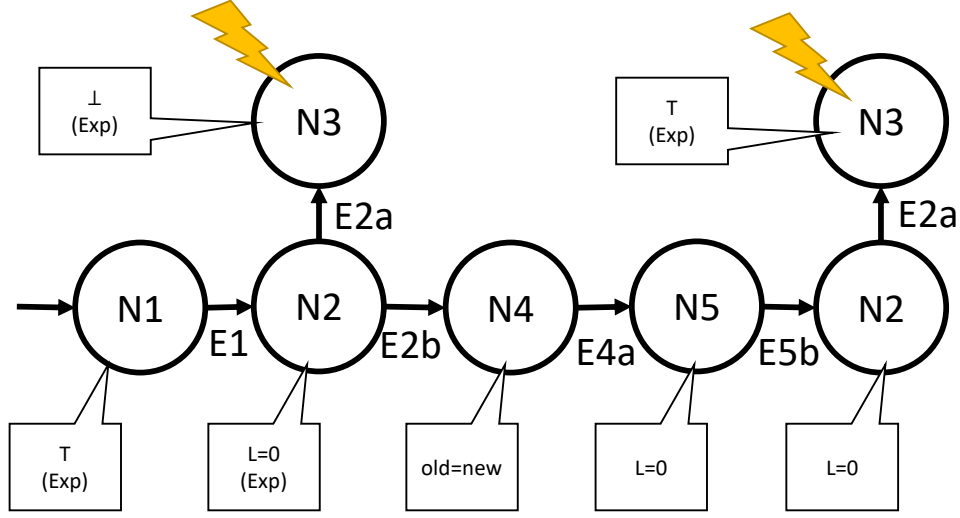 ⊥
(Exp)
N3
T
(Exp)
N3
E2a
E2a
N1
N2
N4
N5
N2
E1
E2b
E4a
E5b
T
(Exp)
L=0
(Exp)
old=new
L=0
L=0